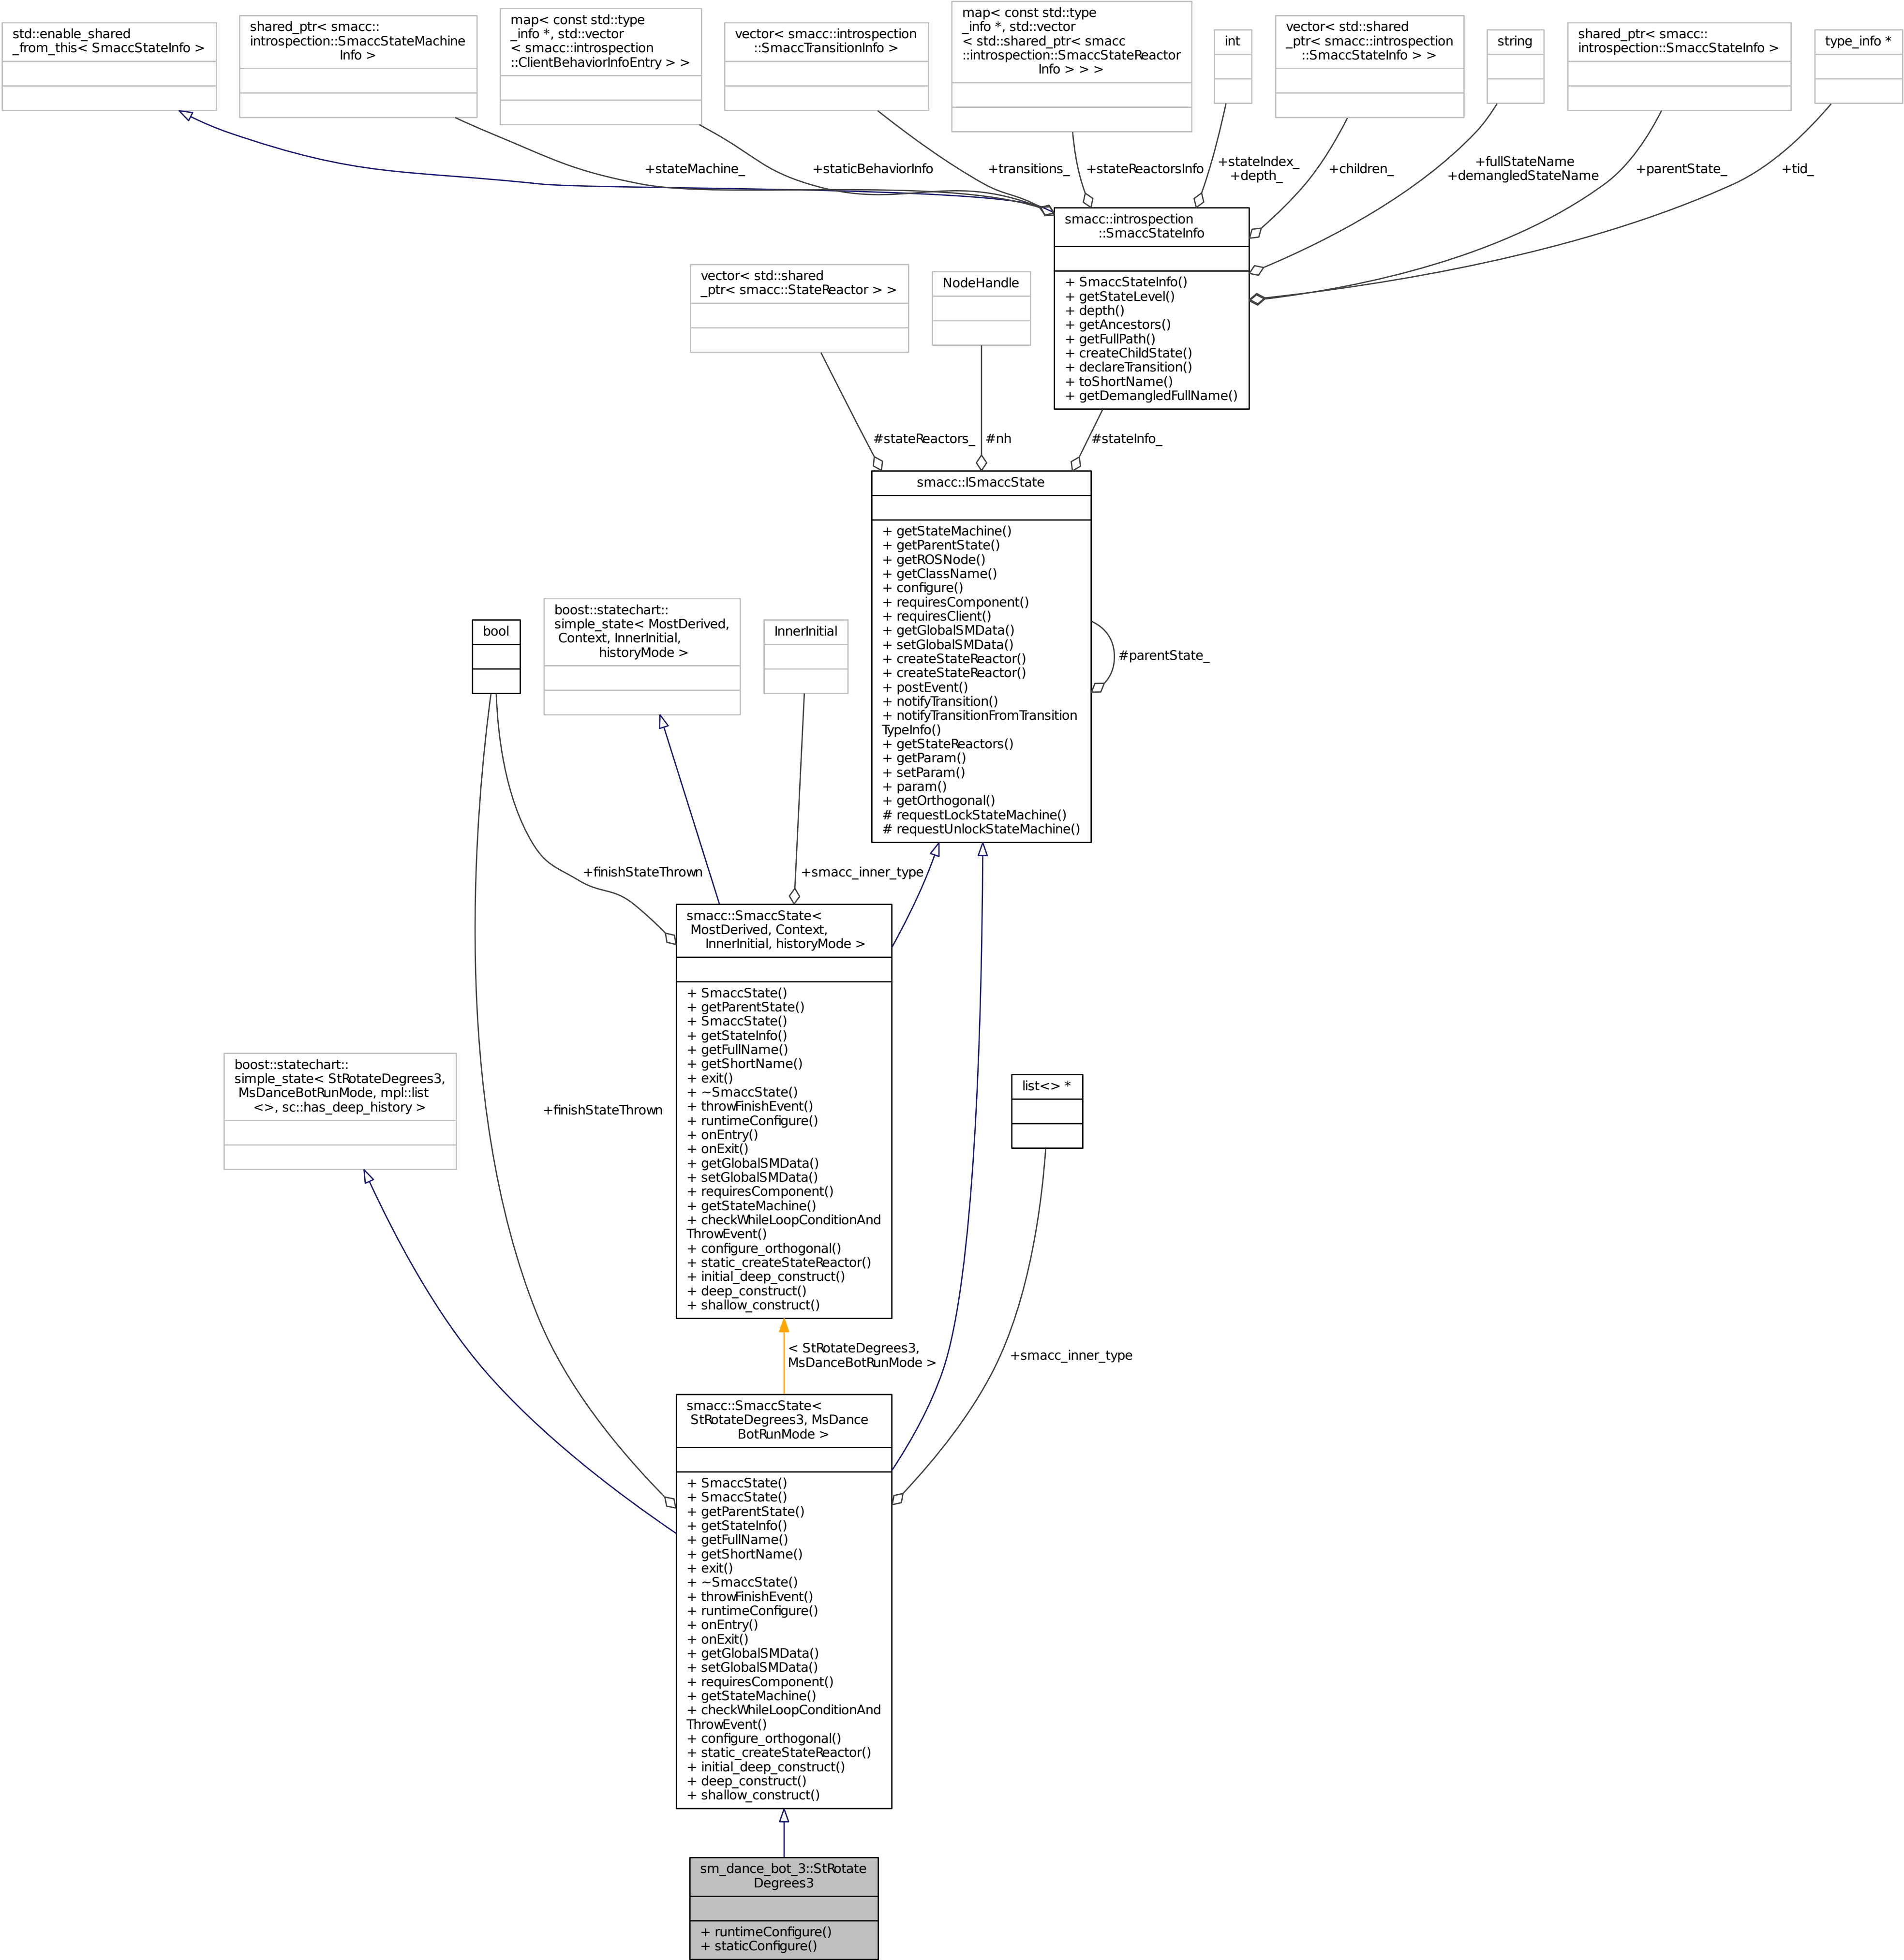 std::enable_shared
_from_this< SmaccStateInfo >
shared_ptr< smacc::
introspection::SmaccStateMachine
Info >
map< const std::type
_info *, std::vector
< smacc::introspection
::ClientBehaviorInfoEntry > >
vector< smacc::introspection
::SmaccTransitionInfo >
map< const std::type
_info *, std::vector
< std::shared_ptr< smacc
::introspection::SmaccStateReactor
Info > > >
int
vector< std::shared
_ptr< smacc::introspection
::SmaccStateInfo > >
string
shared_ptr< smacc::
introspection::SmaccStateInfo >
type_info *
+stateMachine_
+staticBehaviorInfo
+transitions_
+stateReactorsInfo
+stateIndex_
+depth_
+children_
+fullStateName
+demangledStateName
+parentState_
+tid_
smacc::introspection
::SmaccStateInfo
+ SmaccStateInfo()
+ getStateLevel()
+ depth()
+ getAncestors()
+ getFullPath()
+ createChildState()
+ declareTransition()
+ toShortName()
+ getDemangledFullName()
vector< std::shared
_ptr< smacc::StateReactor > >
NodeHandle
#stateReactors_
#nh
#stateInfo_
smacc::ISmaccState
+ getStateMachine()
+ getParentState()
+ getROSNode()
+ getClassName()
+ configure()
+ requiresComponent()
+ requiresClient()
+ getGlobalSMData()
+ setGlobalSMData()
+ createStateReactor()
+ createStateReactor()
+ postEvent()
+ notifyTransition()
+ notifyTransitionFromTransition
TypeInfo()
+ getStateReactors()
+ getParam()
+ setParam()
+ param()
+ getOrthogonal()
# requestLockStateMachine()
# requestUnlockStateMachine()
#parentState_
bool
boost::statechart::
simple_state< MostDerived,
Context, InnerInitial,
historyMode >
InnerInitial
+finishStateThrown
+smacc_inner_type
smacc::SmaccState<
MostDerived, Context,
InnerInitial, historyMode >
+ SmaccState()
+ getParentState()
+ SmaccState()
+ getStateInfo()
+ getFullName()
+ getShortName()
+ exit()
+ ~SmaccState()
+ throwFinishEvent()
+ runtimeConfigure()
+ onEntry()
+ onExit()
+ getGlobalSMData()
+ setGlobalSMData()
+ requiresComponent()
+ getStateMachine()
+ checkWhileLoopConditionAnd
ThrowEvent()
+ configure_orthogonal()
+ static_createStateReactor()
+ initial_deep_construct()
+ deep_construct()
+ shallow_construct()
boost::statechart::
simple_state< StRotateDegrees3,
MsDanceBotRunMode, mpl::list
<>, sc::has_deep_history >
+finishStateThrown
list<> *
< StRotateDegrees3,
MsDanceBotRunMode >
+smacc_inner_type
smacc::SmaccState<
StRotateDegrees3, MsDance
BotRunMode >
+ SmaccState()
+ SmaccState()
+ getParentState()
+ getStateInfo()
+ getFullName()
+ getShortName()
+ exit()
+ ~SmaccState()
+ throwFinishEvent()
+ runtimeConfigure()
+ onEntry()
+ onExit()
+ getGlobalSMData()
+ setGlobalSMData()
+ requiresComponent()
+ getStateMachine()
+ checkWhileLoopConditionAnd
ThrowEvent()
+ configure_orthogonal()
+ static_createStateReactor()
+ initial_deep_construct()
+ deep_construct()
+ shallow_construct()
sm_dance_bot_3::StRotate
Degrees3
+ runtimeConfigure()
+ staticConfigure()